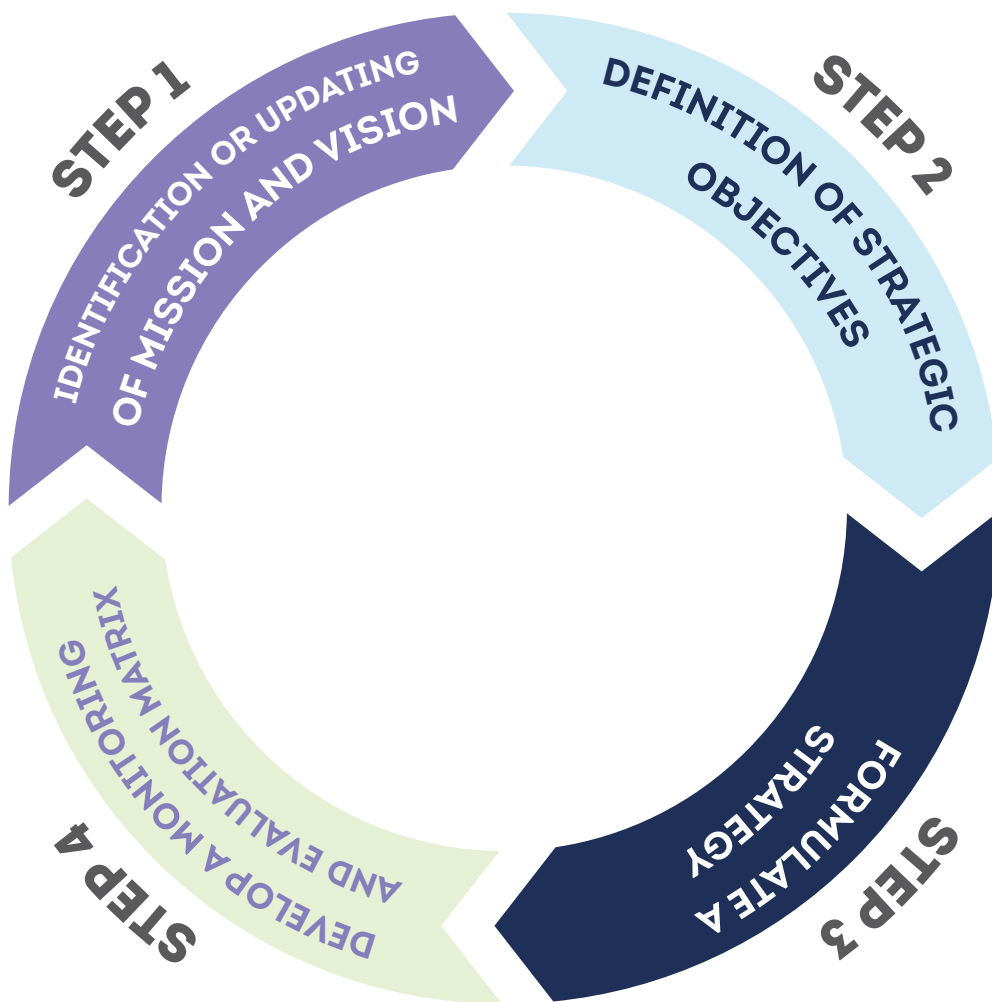 STEP 1
IDENTIFICATION OR UPDATING
OF MISSION AND VISION
STEP 2
DEFINITION OF STRATEGIC
OBJECTIVES
STEP 3
FORMULATE A
STRATEGY
STEP 4
DEVELOP A MONITORING
AND EVALUATION MATRIX